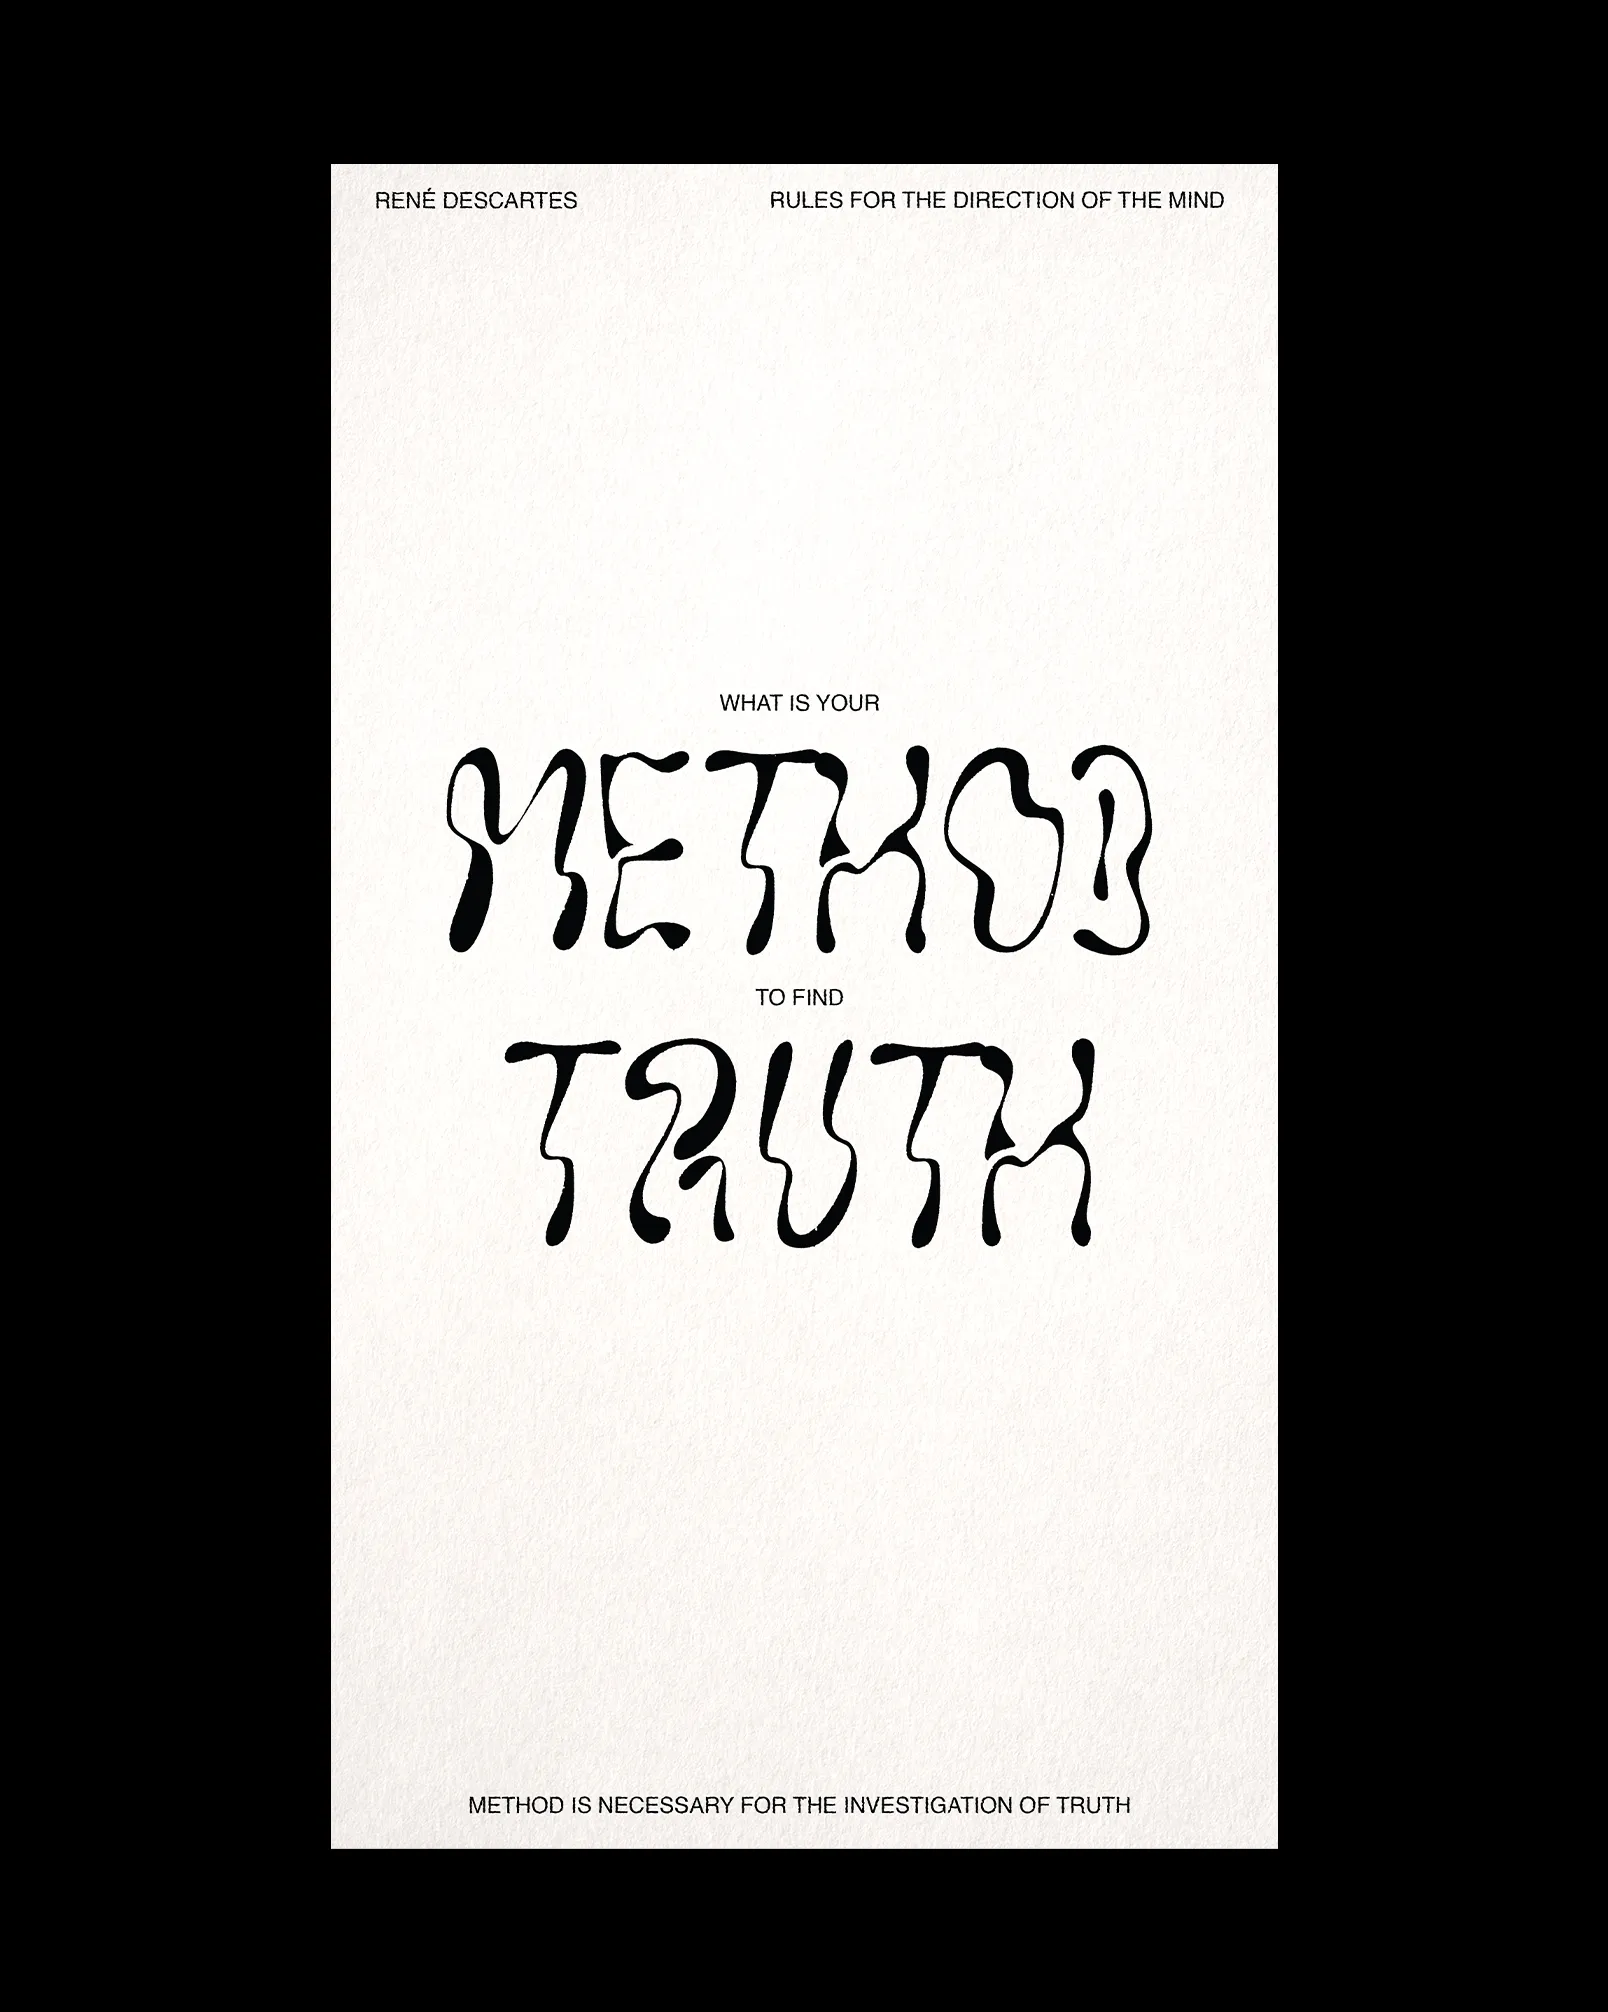 RENÉ DESCARTES
RULES FOR THE DIRECTION OF THE MIND
WHAT IS YOUR
METHOD
TO FIND
TRUTH
METHOD IS NECESSARY FOR THE INVESTIGATION OF TRUTH